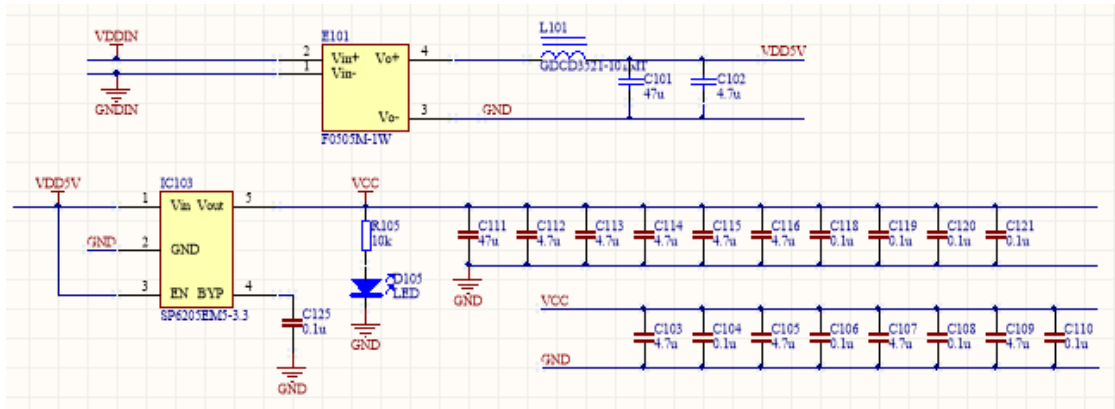 VDDIN
GNDIN
E101
2 Vin+ Vo+ 4
1 Vin-
Vo- 3
F0505M-1W
L101
VDD5V
C101
47u
C102
4.7u
GND
VDD5V
IC103
1 Vin Vout 5
GND 2 GND
3 EN BYP 4
SP6205EM5-3.3
C125
0.1u
GND
VCC
R105
10k
D105
LED
GND
C111 C112 C113 C114 C115 C116 C118 C119 C120 C121
47u 4.7u 4.7u 4.7u 4.7u 4.7u 0.1u 0.1u 0.1u 0.1u
GND
VCC
C103 C104 C105 C106 C107 C108 C109 C110
4.7u 0.1u 4.7u 0.1u 4.7u 0.1u 4.7u 0.1u
GND